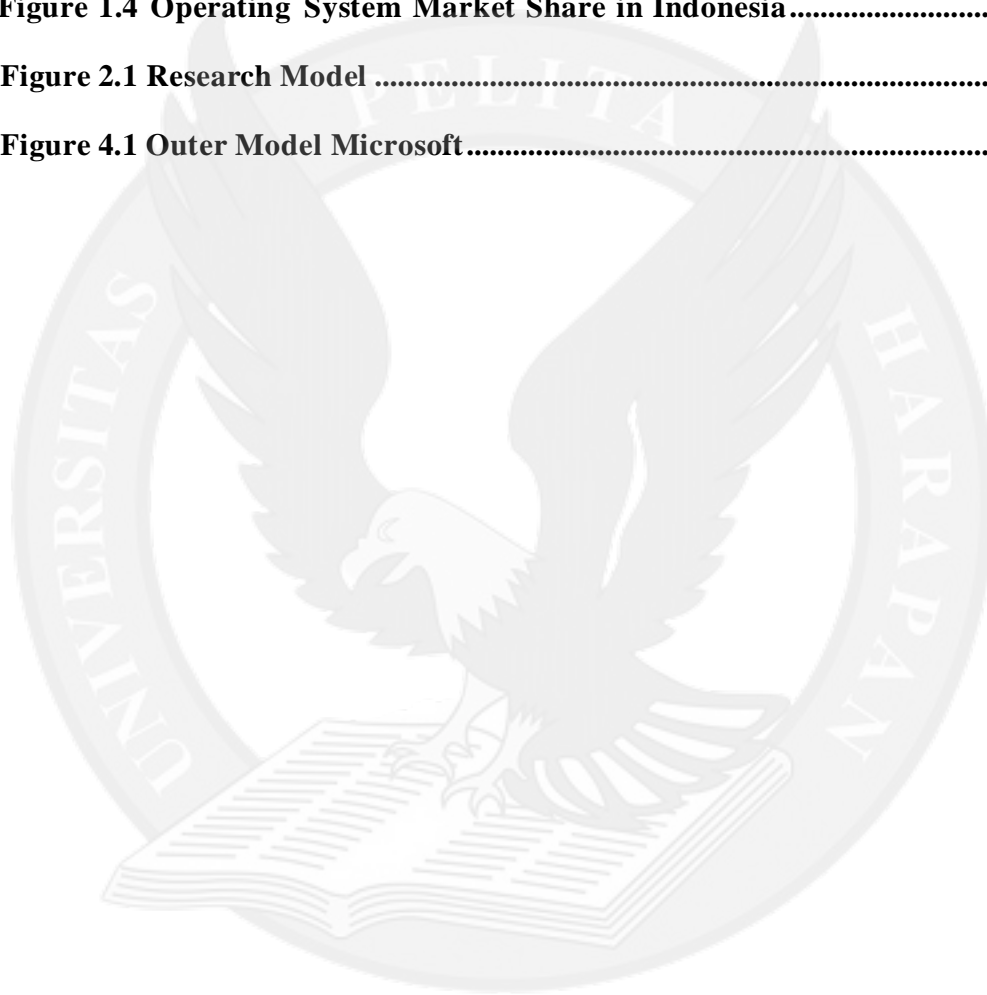 Figure 1.4 Operating System Market Share in Indonesia..............................
Figure 2.1 Research Model ....................................................................................
Figure 4.1 Outer Model Microsoft........................................................................
UNIVERSITAS PELITA HARAPAN